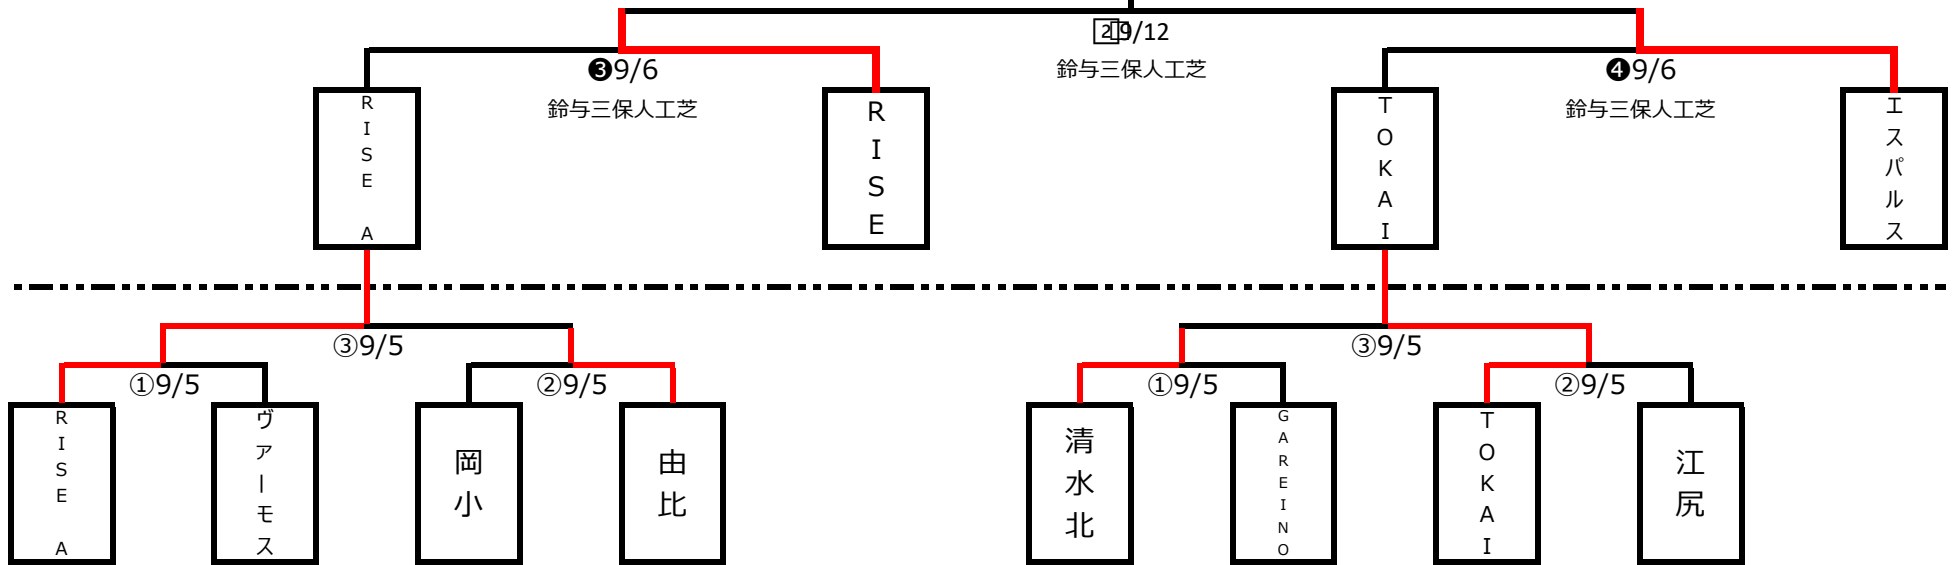 2 9/12
鈴与三保人工芝
❸9/6
鈴与三保人工芝
❹9/6
鈴与三保人工芝
RISE A
RISE
TOKAI
エスパルス
③9/5
③9/5
①9/5
②9/5
①9/5
②9/5
RISE A
ヴァーモス
岡小
由比
清水北
GAREINO
TOKAI
江尻